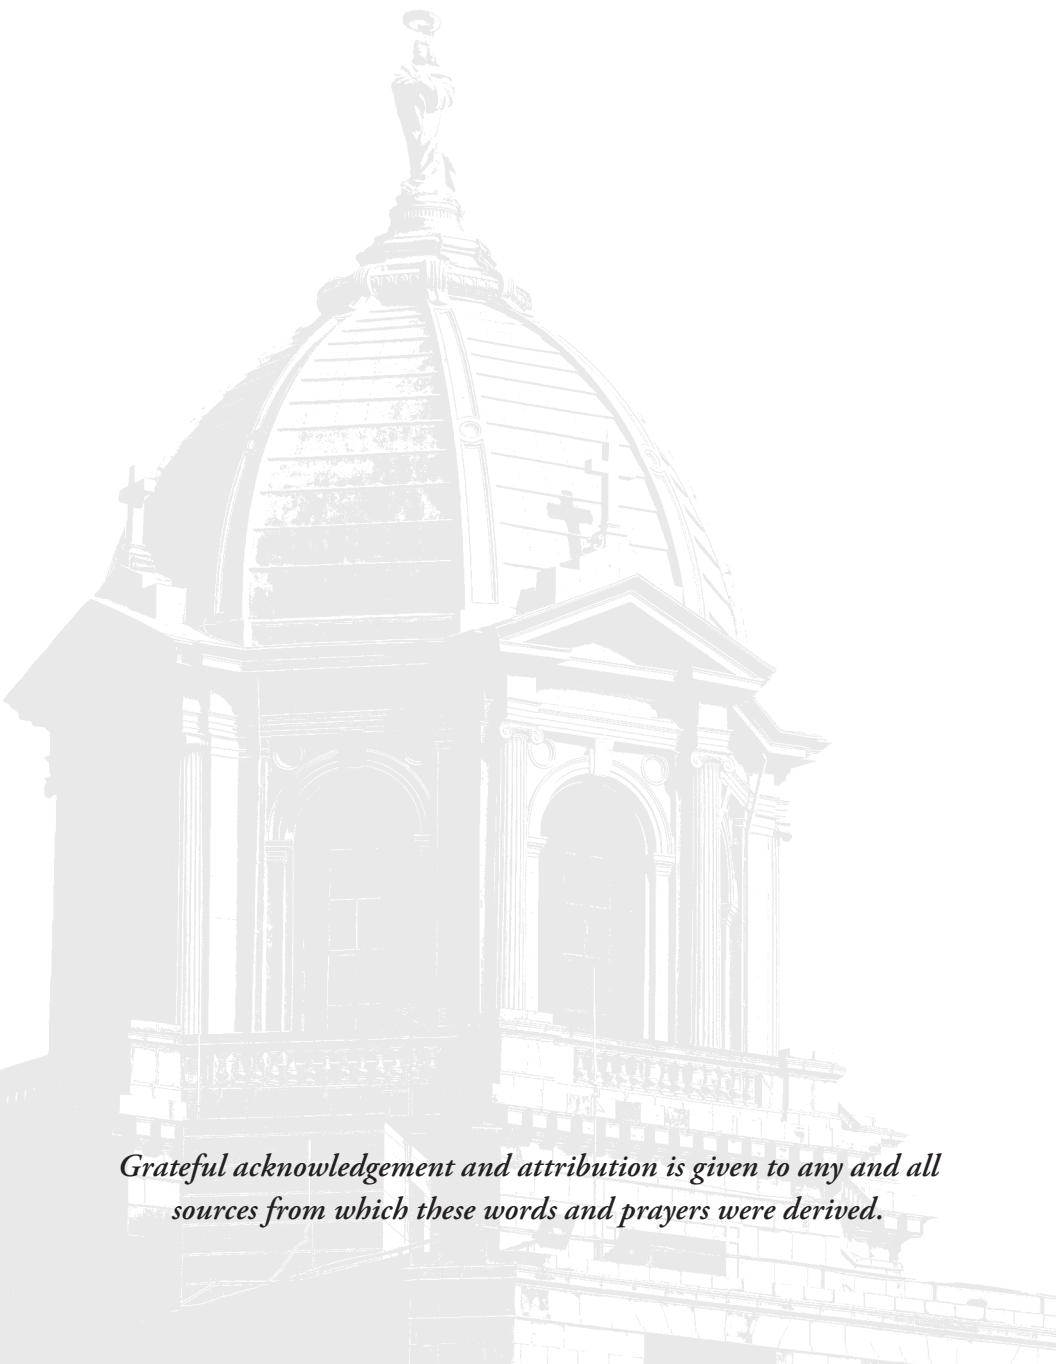 Grateful acknowledgement and attribution is given to any and all
sources from which these words and prayers were derived.